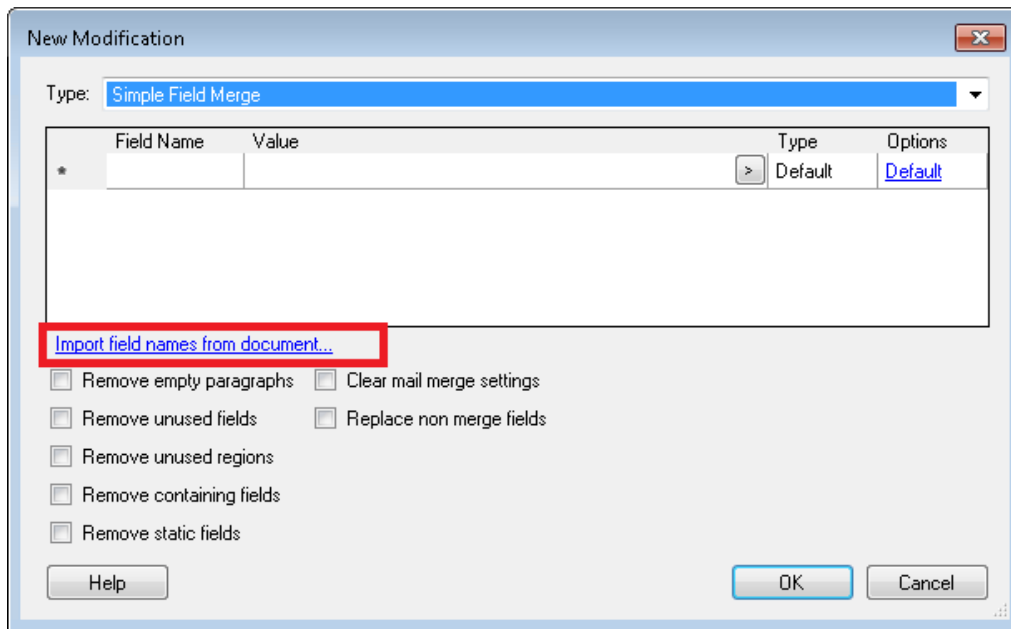 New Modification
Type: Simple Field Merge
Field Name Value Type Options
* > Default Default
Import field names from document...
Remove empty paragraphs Clear mail merge settings
Remove unused fields Replace non merge fields
Remove unused regions
Remove containing fields
Remove static fields
Help OK Cancel